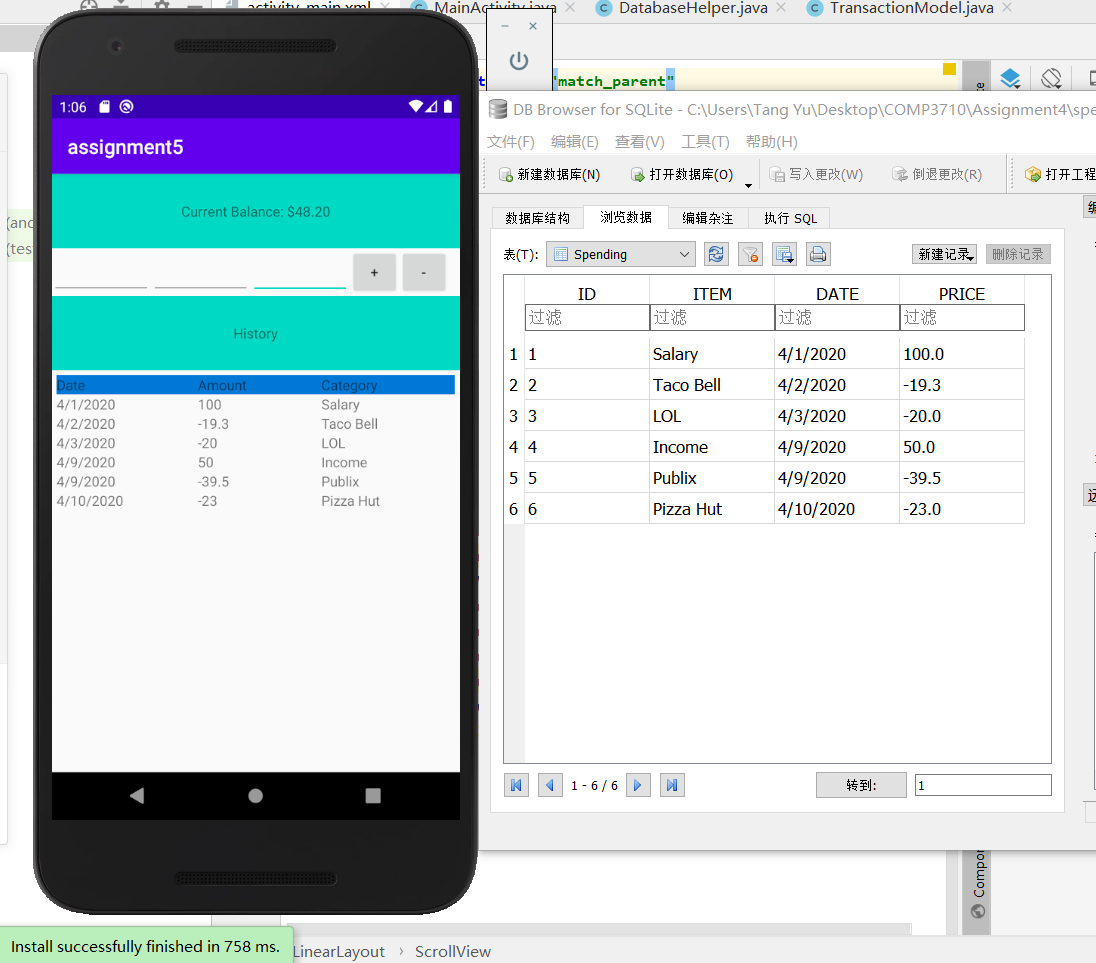 activity_main.xml
MainActivity.java
DatabaseHelper.java
TransactionModel.java
"match_parent"
(and
(test
1:06
assignment5
Current Balance: $48.20
+ -
History
Date Amount Category
4/1/2020 100 Salary
4/2/2020 -19.3 Taco Bell
4/3/2020 -20 LOL
4/9/2020 50 Income
4/9/2020 -39.5 Publix
4/10/2020 -23 Pizza Hut
DB Browser for SQLite - C:\Users\Tang Yu\Desktop\COMP3710\Assignment4\spe
文件(F) 编辑(E) 查看(V) 工具(T) 帮助(H)
新建数据库(N) 打开数据库(O) 写入更改(W) 倒退更改(R) 打开工程
数据库结构 浏览数据 编辑杂注 执行 SQL
表(T): Spending 新建记录 删除记录
ID ITEM DATE PRICE
过滤 过滤 过滤 过滤
1 1 Salary 4/1/2020 100.0
2 2 Taco Bell 4/2/2020 -19.3
3 3 LOL 4/3/2020 -20.0
4 4 Income 4/9/2020 50.0
5 5 Publix 4/9/2020 -39.5
6 6 Pizza Hut 4/10/2020 -23.0
1 - 6 / 6 转到: 1
Compo
Install successfully finished in 758 ms.
LinearLayout › ScrollView